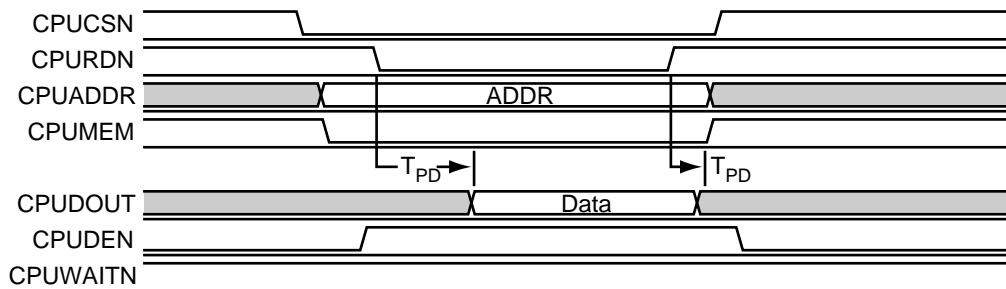 CPUCSN
CPURDN
CPUADDR ADDR
CPUMEM
TPD TPD
CPUDOUT Data
CPUDEN
CPUWAITN